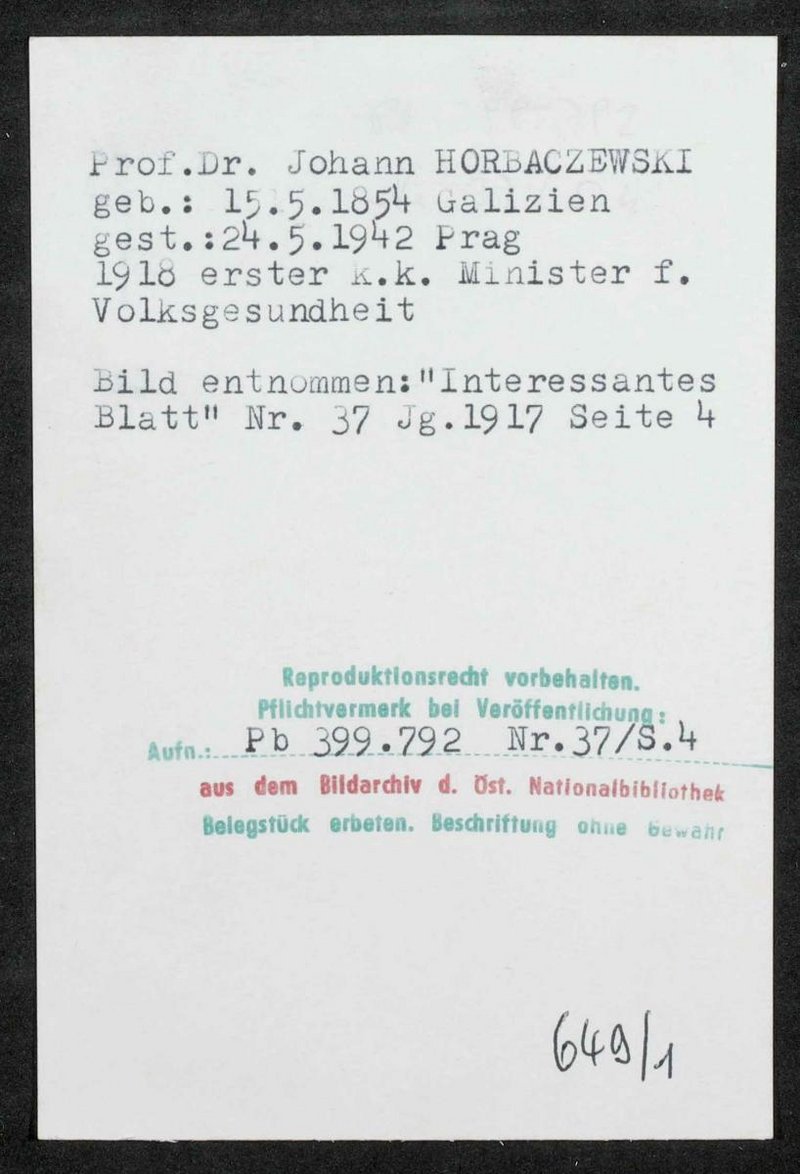 Prof.Dr. Johann HORBACZEWSKI
geb.: 15.5.1854 Galizien
gest.:24.5.1942 Prag
1918 erster k.k. Minister f.
Volksgesundheit
Bild entnommen:"Interessantes
Blatt" Nr. 37 Jg.1917 Seite 4
Reproduktionsrecht vorbehalten.
Pflichtvermerk bei Veröffentlichung:
Aufn.: Pb 399.792 Nr.37/S.4
aus dem Bildarchiv d. Öst. Nationalbibliothek
Belegstück erbeten. Beschriftung ohne Gewähr
649/1